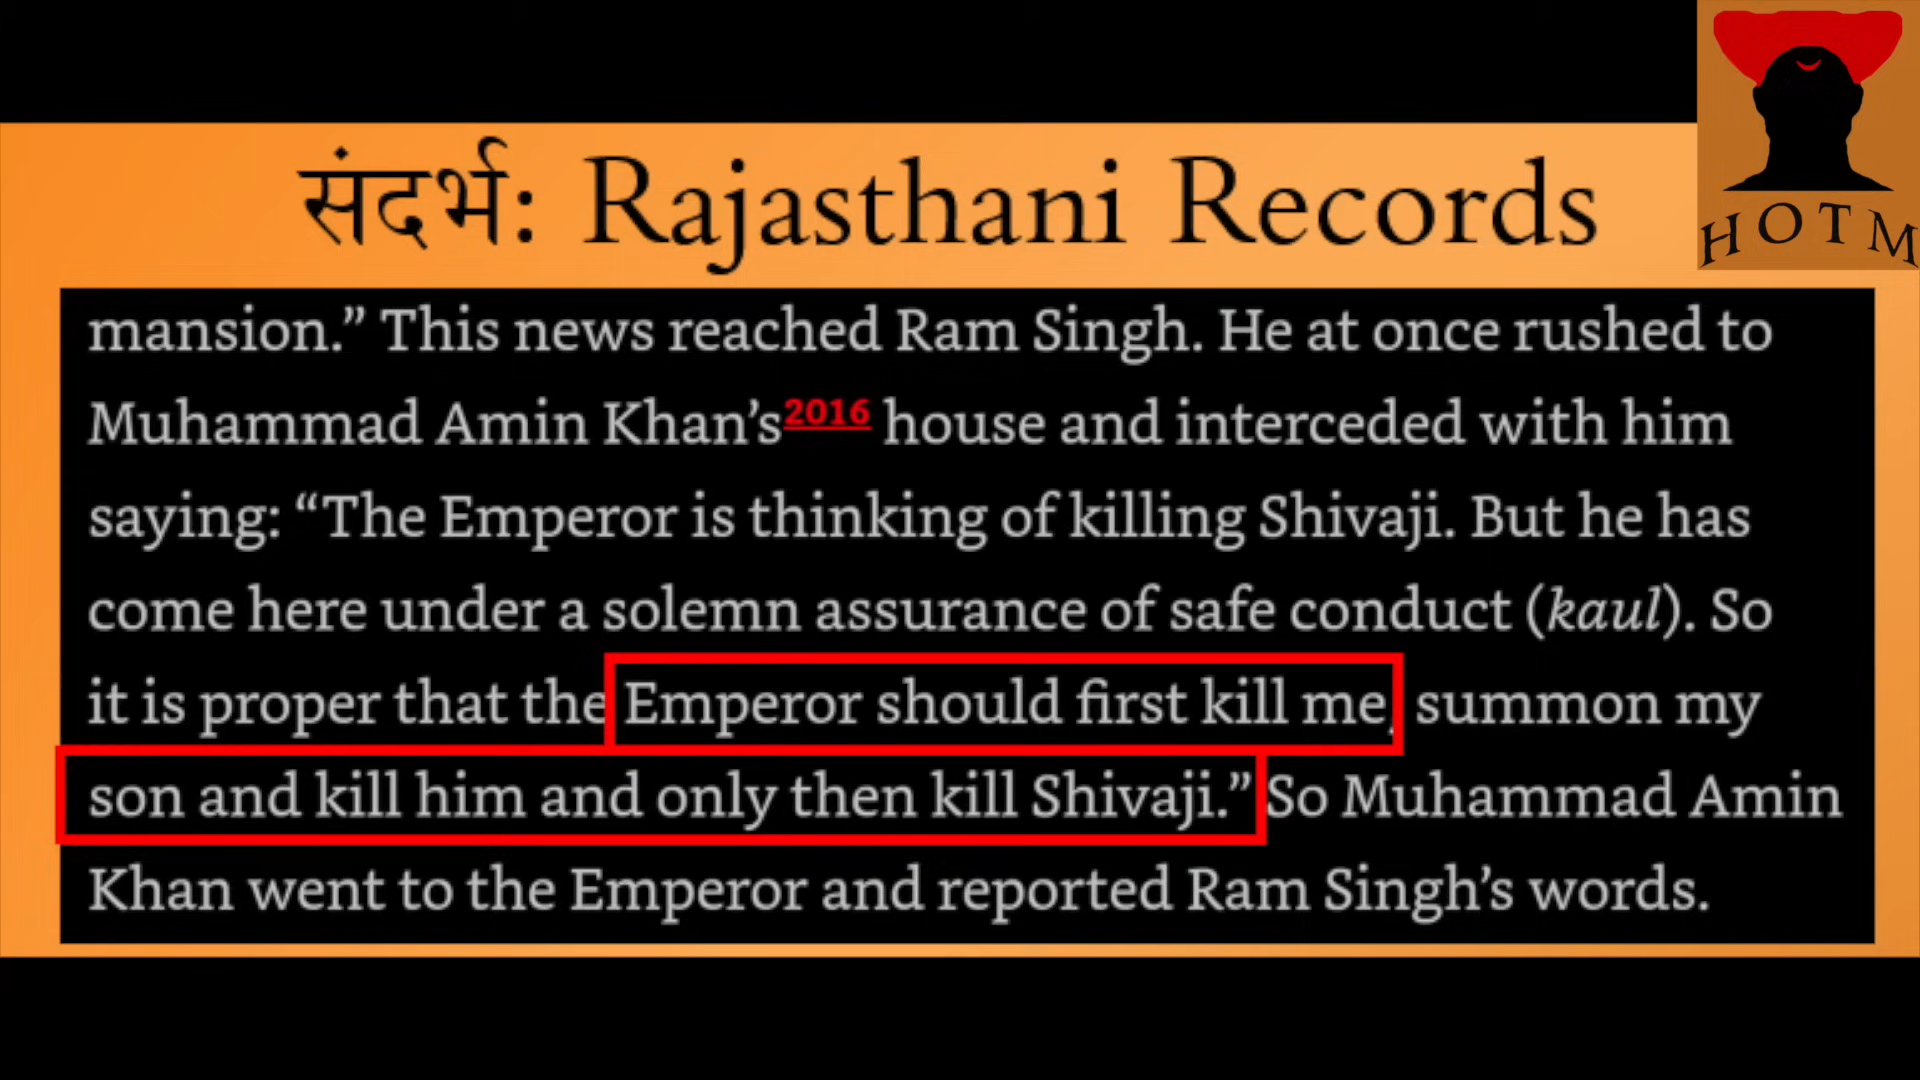 संदर्भ: Rajasthani Records
HOTM
mansion.” This news reached Ram Singh. He at once rushed to
Muhammad Amin Khan’s2016 house and interceded with him
saying: “The Emperor is thinking of killing Shivaji. But he has
come here under a solemn assurance of safe conduct (kaul). So
it is proper that the Emperor should first kill me, summon my
son and kill him and only then kill Shivaji.” So Muhammad Amin
Khan went to the Emperor and reported Ram Singh’s words.